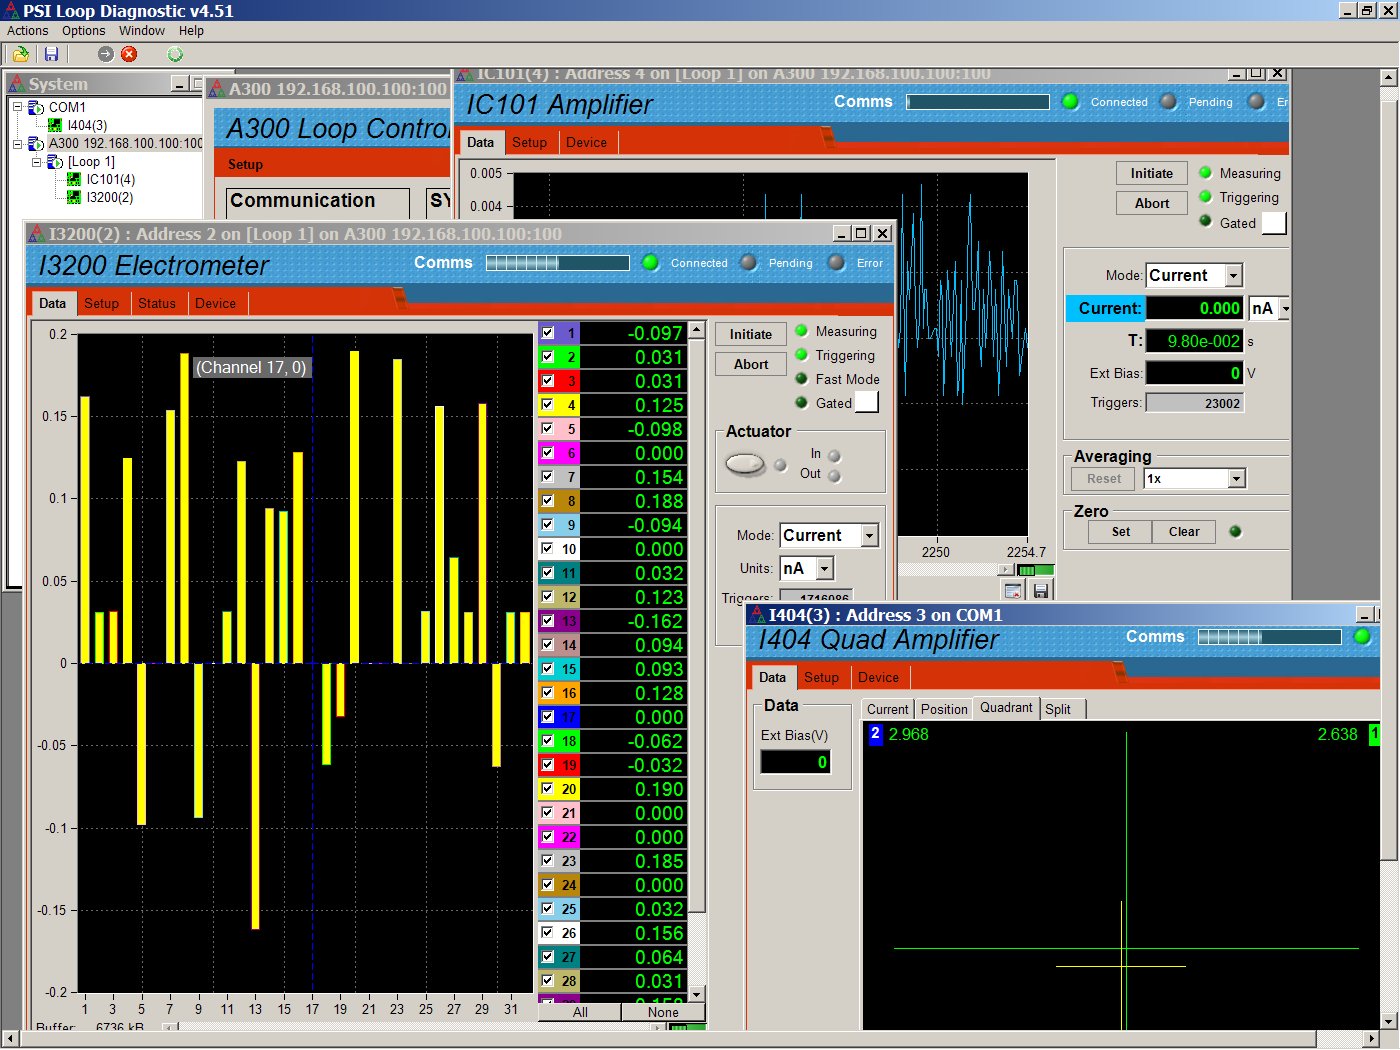 PSI Loop Diagnostic v4.51
Actions Options Window Help
System
COM1
I404(3)
A300 192.168.100.100:100
[Loop 1]
IC101(4)
I3200(2)
A300 192.168.100.100:100
A300 Loop Contro
Setup
Communication
SY
IC101(4) : Address 4 on [Loop 1] on A300 192.168.100.100:100
IC101 Amplifier
Comms
Connected
Pending
Er
Data Setup Device
0.005
0.004
2250
2254.7
Initiate
Abort
Measuring
Triggering
Gated
Mode: Current
Current: 0.000 nA
T: 9.80e-002 s
Ext Bias: 0 V
Triggers: 23002
Averaging
Reset 1x
Zero
Set Clear
I3200(2) : Address 2 on [Loop 1] on A300 192.168.100.100:100
I3200 Electrometer
Comms
Connected
Pending
Error
Data Setup Status Device
0.2
0.15
0.1
0.05
0
-0.05
-0.1
-0.15
-0.2
(Channel 17, 0)
1 3 5 7 9 11 13 15 17 19 21 23 25 27 29 31
Buffer: 6736 kB
1 -0.097
2 0.031
3 0.031
4 0.125
5 -0.098
6 0.000
7 0.154
8 0.188
9 -0.094
10 0.000
11 0.032
12 0.123
13 -0.162
14 0.094
15 0.093
16 0.128
17 0.000
18 -0.062
19 -0.032
20 0.190
21 0.000
22 0.000
23 0.185
24 0.000
25 0.032
26 0.156
27 0.064
28 0.031
All None
Initiate
Abort
Measuring
Triggering
Fast Mode
Gated
Actuator
In
Out
Mode: Current
Units: nA
Triggers: 1716086
I404(3) : Address 3 on COM1
I404 Quad Amplifier
Comms
Data Setup Device
Data
Ext Bias(V)
0
Current Position Quadrant Split
2 2.968
2.638 1